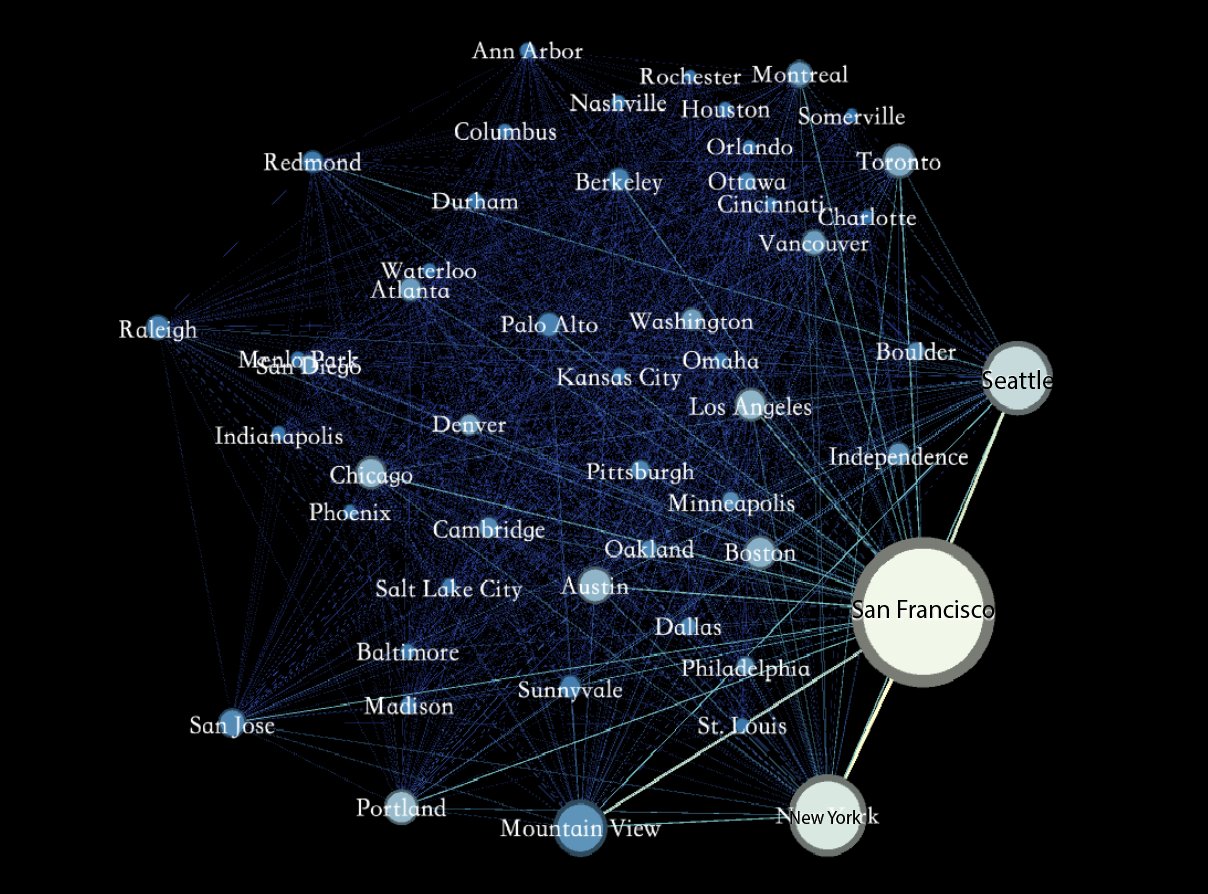 Ann Arbor
Rochester
Montreal
Nashville
Houston
Somerville
Columbus
Orlando
Redmond
Toronto
Berkeley
Ottawa
Durham
Cincinnati
Charlotte
Vancouver
Waterloo
Atlanta
Palo Alto
Washington
Raleigh
Menlo Park
San Diego
Omaha
Boulder
Kansas City
Seattle
Los Angeles
Denver
Indianapolis
Independence
Chicago
Pittsburgh
Minneapolis
Phoenix
Cambridge
Oakland
Boston
Austin
Salt Lake City
San Francisco
Dallas
Baltimore
Philadelphia
Sunnyvale
Madison
San Jose
St. Louis
Portland
New York
Mountain View